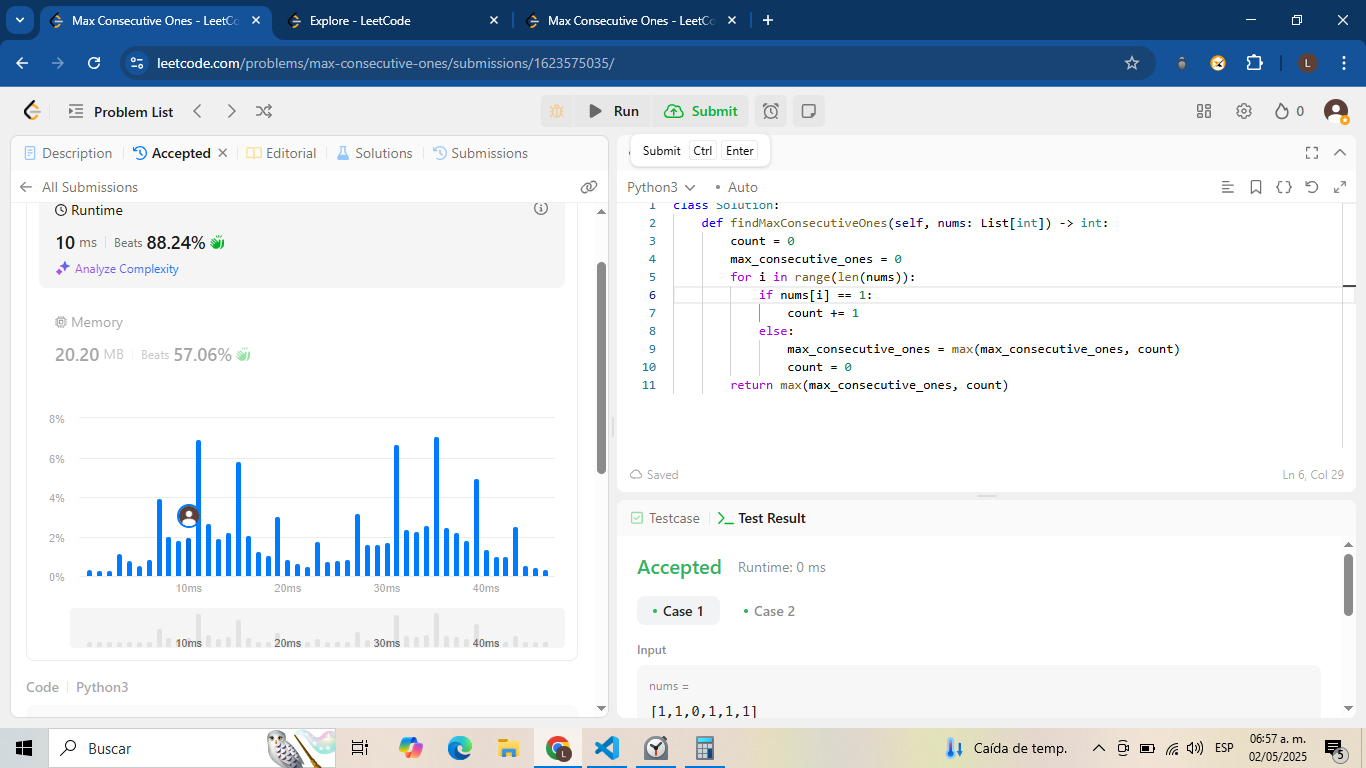 Max Consecutive Ones - LeetCo
Explore - LeetCode
Max Consecutive Ones - LeetCo
leetcode.com/problems/max-consecutive-ones/submissions/1623575035/
L
Problem List
Run
Submit
0
Description
Accepted
Editorial
Solutions
Submissions
All Submissions
Runtime
10 ms
Beats 88.24%
Analyze Complexity
Memory
20.20 MB
Beats 57.06%
8%
6%
4%
2%
0%
10ms 20ms 30ms 40ms
10ms 20ms 30ms 40ms
Code Python3
Submit Ctrl Enter
Python3
Auto
1 class Solution:
2 def findMaxConsecutiveOnes(self, nums: List[int]) -> int:
3 count = 0
4 max_consecutive_ones = 0
5 for i in range(len(nums)):
6 if nums[i] == 1:
7 count += 1
8 else:
9 max_consecutive_ones = max(max_consecutive_ones, count)
10 count = 0
11 return max(max_consecutive_ones, count)
Saved
Ln 6, Col 29
Testcase
Test Result
Accepted
Runtime: 0 ms
Case 1
Case 2
Input
nums =
[1,1,0,1,1,1]
Buscar
L
Caída de temp.
ESP
06:57 a. m.
02/05/2025
5